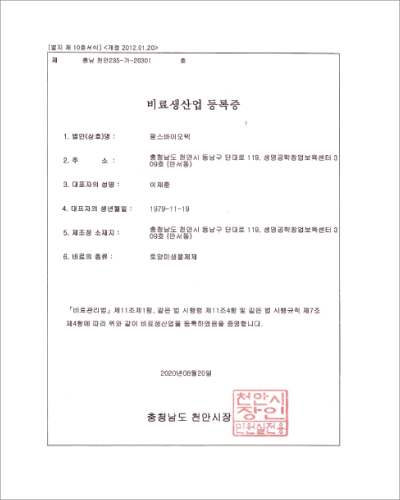 [별지 제 10호서식] <개정 2012.01.20>
제 충남 천안235-가-20301 호
비료생산업 등록증
1. 법인(상호)명 : 팜스바이오텍
2. 주 소 : 충청남도 천안시 동남구 단대로 119, 생명공학창업보육센터 3
09호 (안서동)
3. 대표자의 성명 : 이재훈
4. 대표자의 생년월일 : 1979-11-19
5. 제조장 소재지 : 충청남도 천안시 동남구 단대로 119, 생명공학창업보육센터 3
09호 (안서동)
6. 비료의 종류 : 토양미생물제제
「비료관리법」제11조제1항, 같은 법 시행령 제11조4항 및 같은 법 시행규칙 제7조
제4항에 따라 위와 같이 비료생산업을 등록하였음을 증명합니다.
2020년08월20일
충청남도 천안시장
천안시
장인
민원실전용